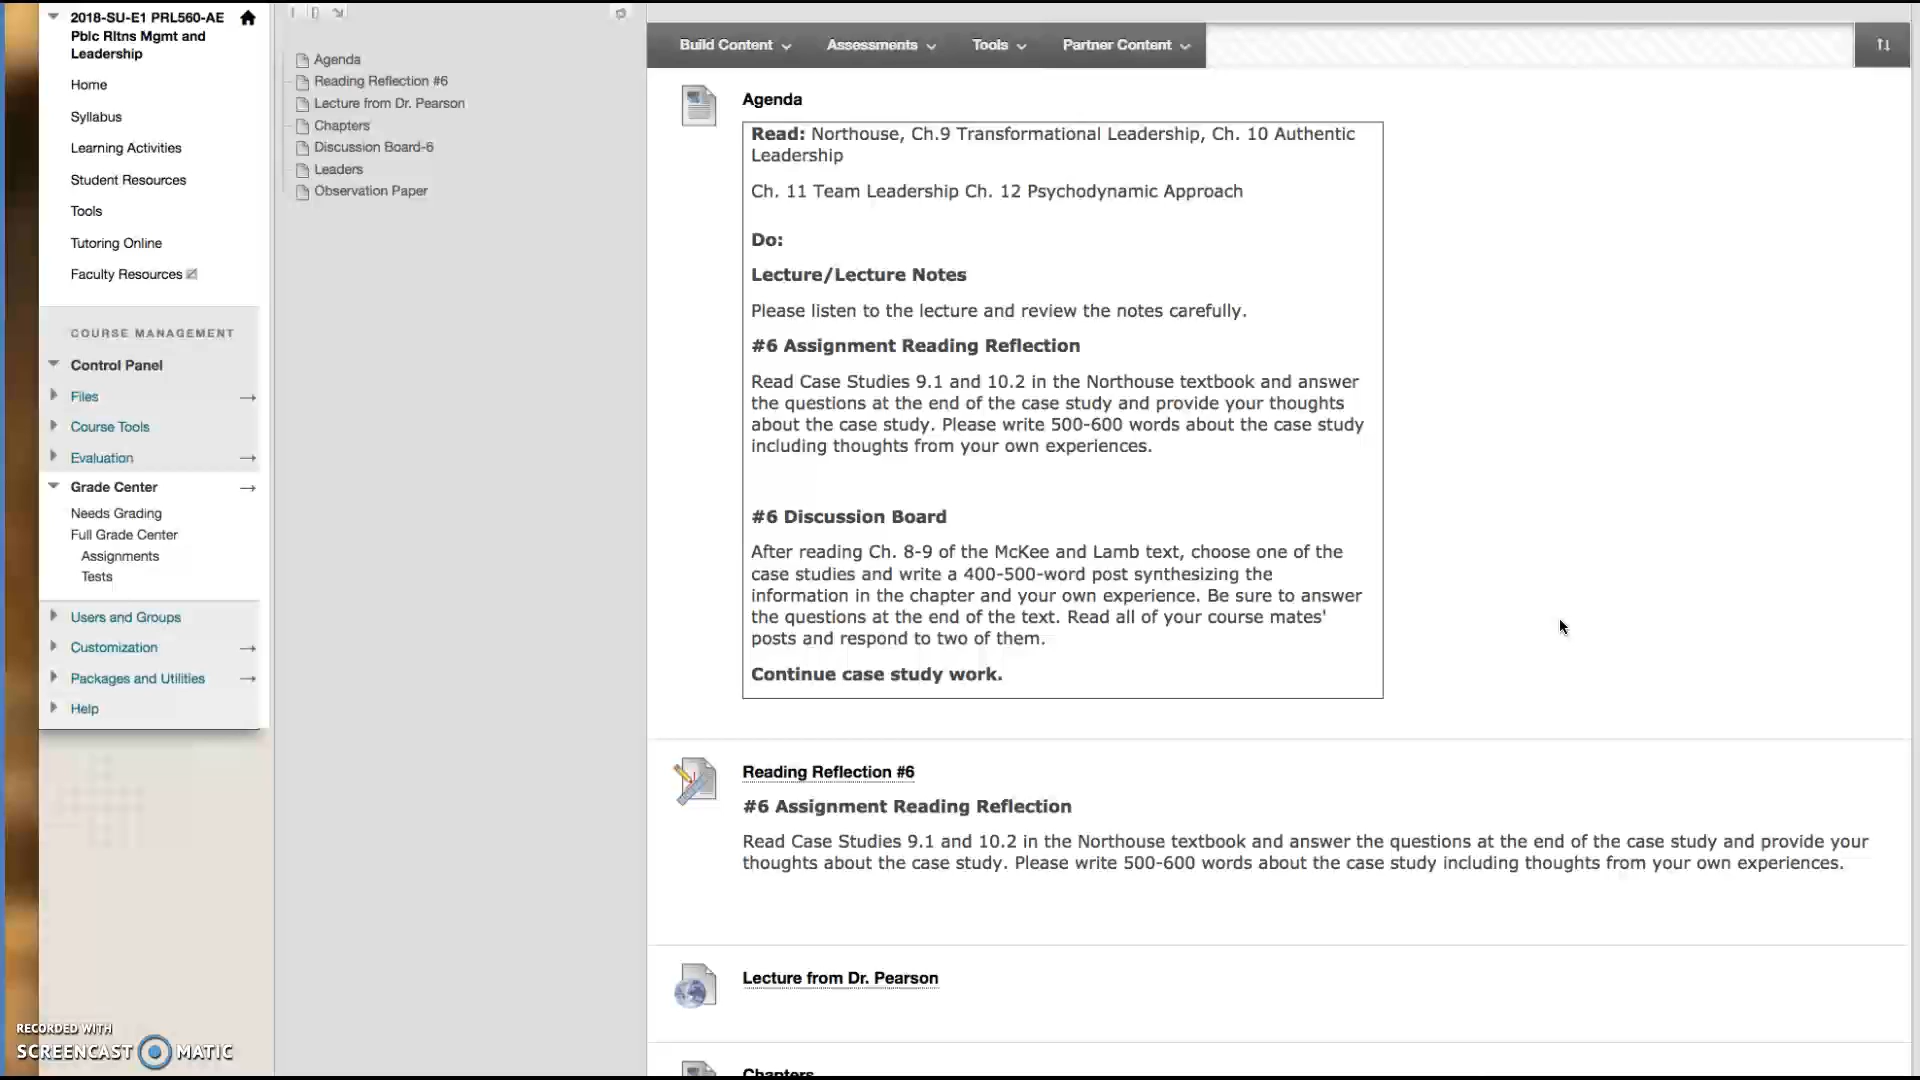 2018-SU-E1 PRL560-AE
Pblc Rltns Mgmt and
Leadership
Home
Syllabus
Learning Activities
Student Resources
Tools
Tutoring Online
Faculty Resources
COURSE MANAGEMENT
Control Panel
Files
Course Tools
Evaluation
Grade Center
Needs Grading
Full Grade Center
Assignments
Tests
Users and Groups
Customization
Packages and Utilities
Help
RECORDED WITH
SCREENCAST MATIC
Agenda
Reading Reflection #6
Lecture from Dr. Pearson
Chapters
Discussion Board-6
Leaders
Observation Paper
Build Content Assessments Tools Partner Content
Agenda
Read: Northouse, Ch.9 Transformational Leadership, Ch. 10 Authentic
Leadership
Ch. 11 Team Leadership Ch. 12 Psychodynamic Approach
Do:
Lecture/Lecture Notes
Please listen to the lecture and review the notes carefully.
#6 Assignment Reading Reflection
Read Case Studies 9.1 and 10.2 in the Northouse textbook and answer
the questions at the end of the case study and provide your thoughts
about the case study. Please write 500-600 words about the case study
including thoughts from your own experiences.
#6 Discussion Board
After reading Ch. 8-9 of the McKee and Lamb text, choose one of the
case studies and write a 400-500-word post synthesizing the
information in the chapter and your own experience. Be sure to answer
the questions at the end of the text. Read all of your course mates'
posts and respond to two of them.
Continue case study work.
Reading Reflection #6
#6 Assignment Reading Reflection
Read Case Studies 9.1 and 10.2 in the Northouse textbook and answer the questions at the end of the case study and provide your
thoughts about the case study. Please write 500-600 words about the case study including thoughts from your own experiences.
Lecture from Dr. Pearson
Chapters